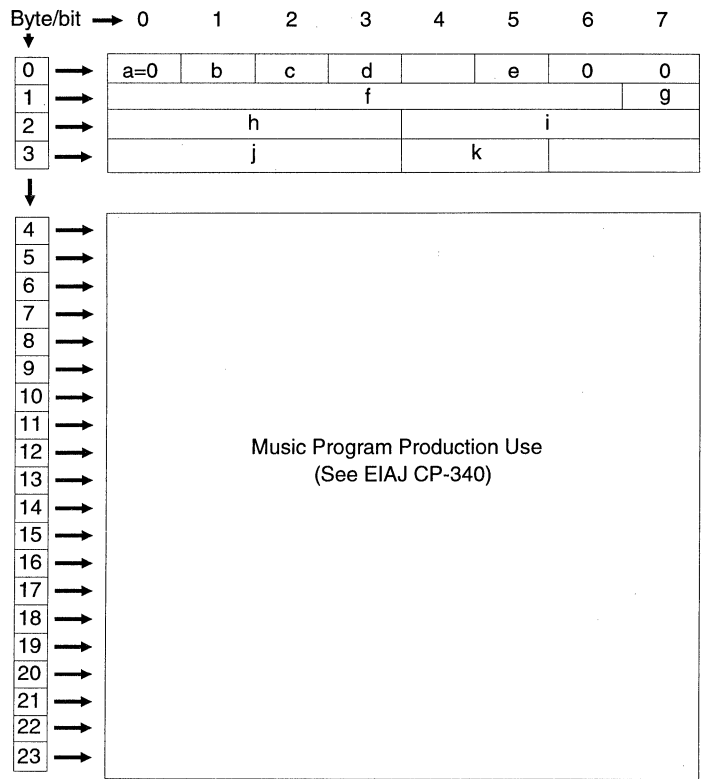 Byte/bit 0 1 2 3 4 5 6 7
0 a=0 b c d e 0 0
1 f g
2 h i
3 j k
4
5
6
7
8
9
10
11
Music Program Production Use
12
(See EIAJ CP-340)
13
14
15
16
17
18
19
20
21
22
23